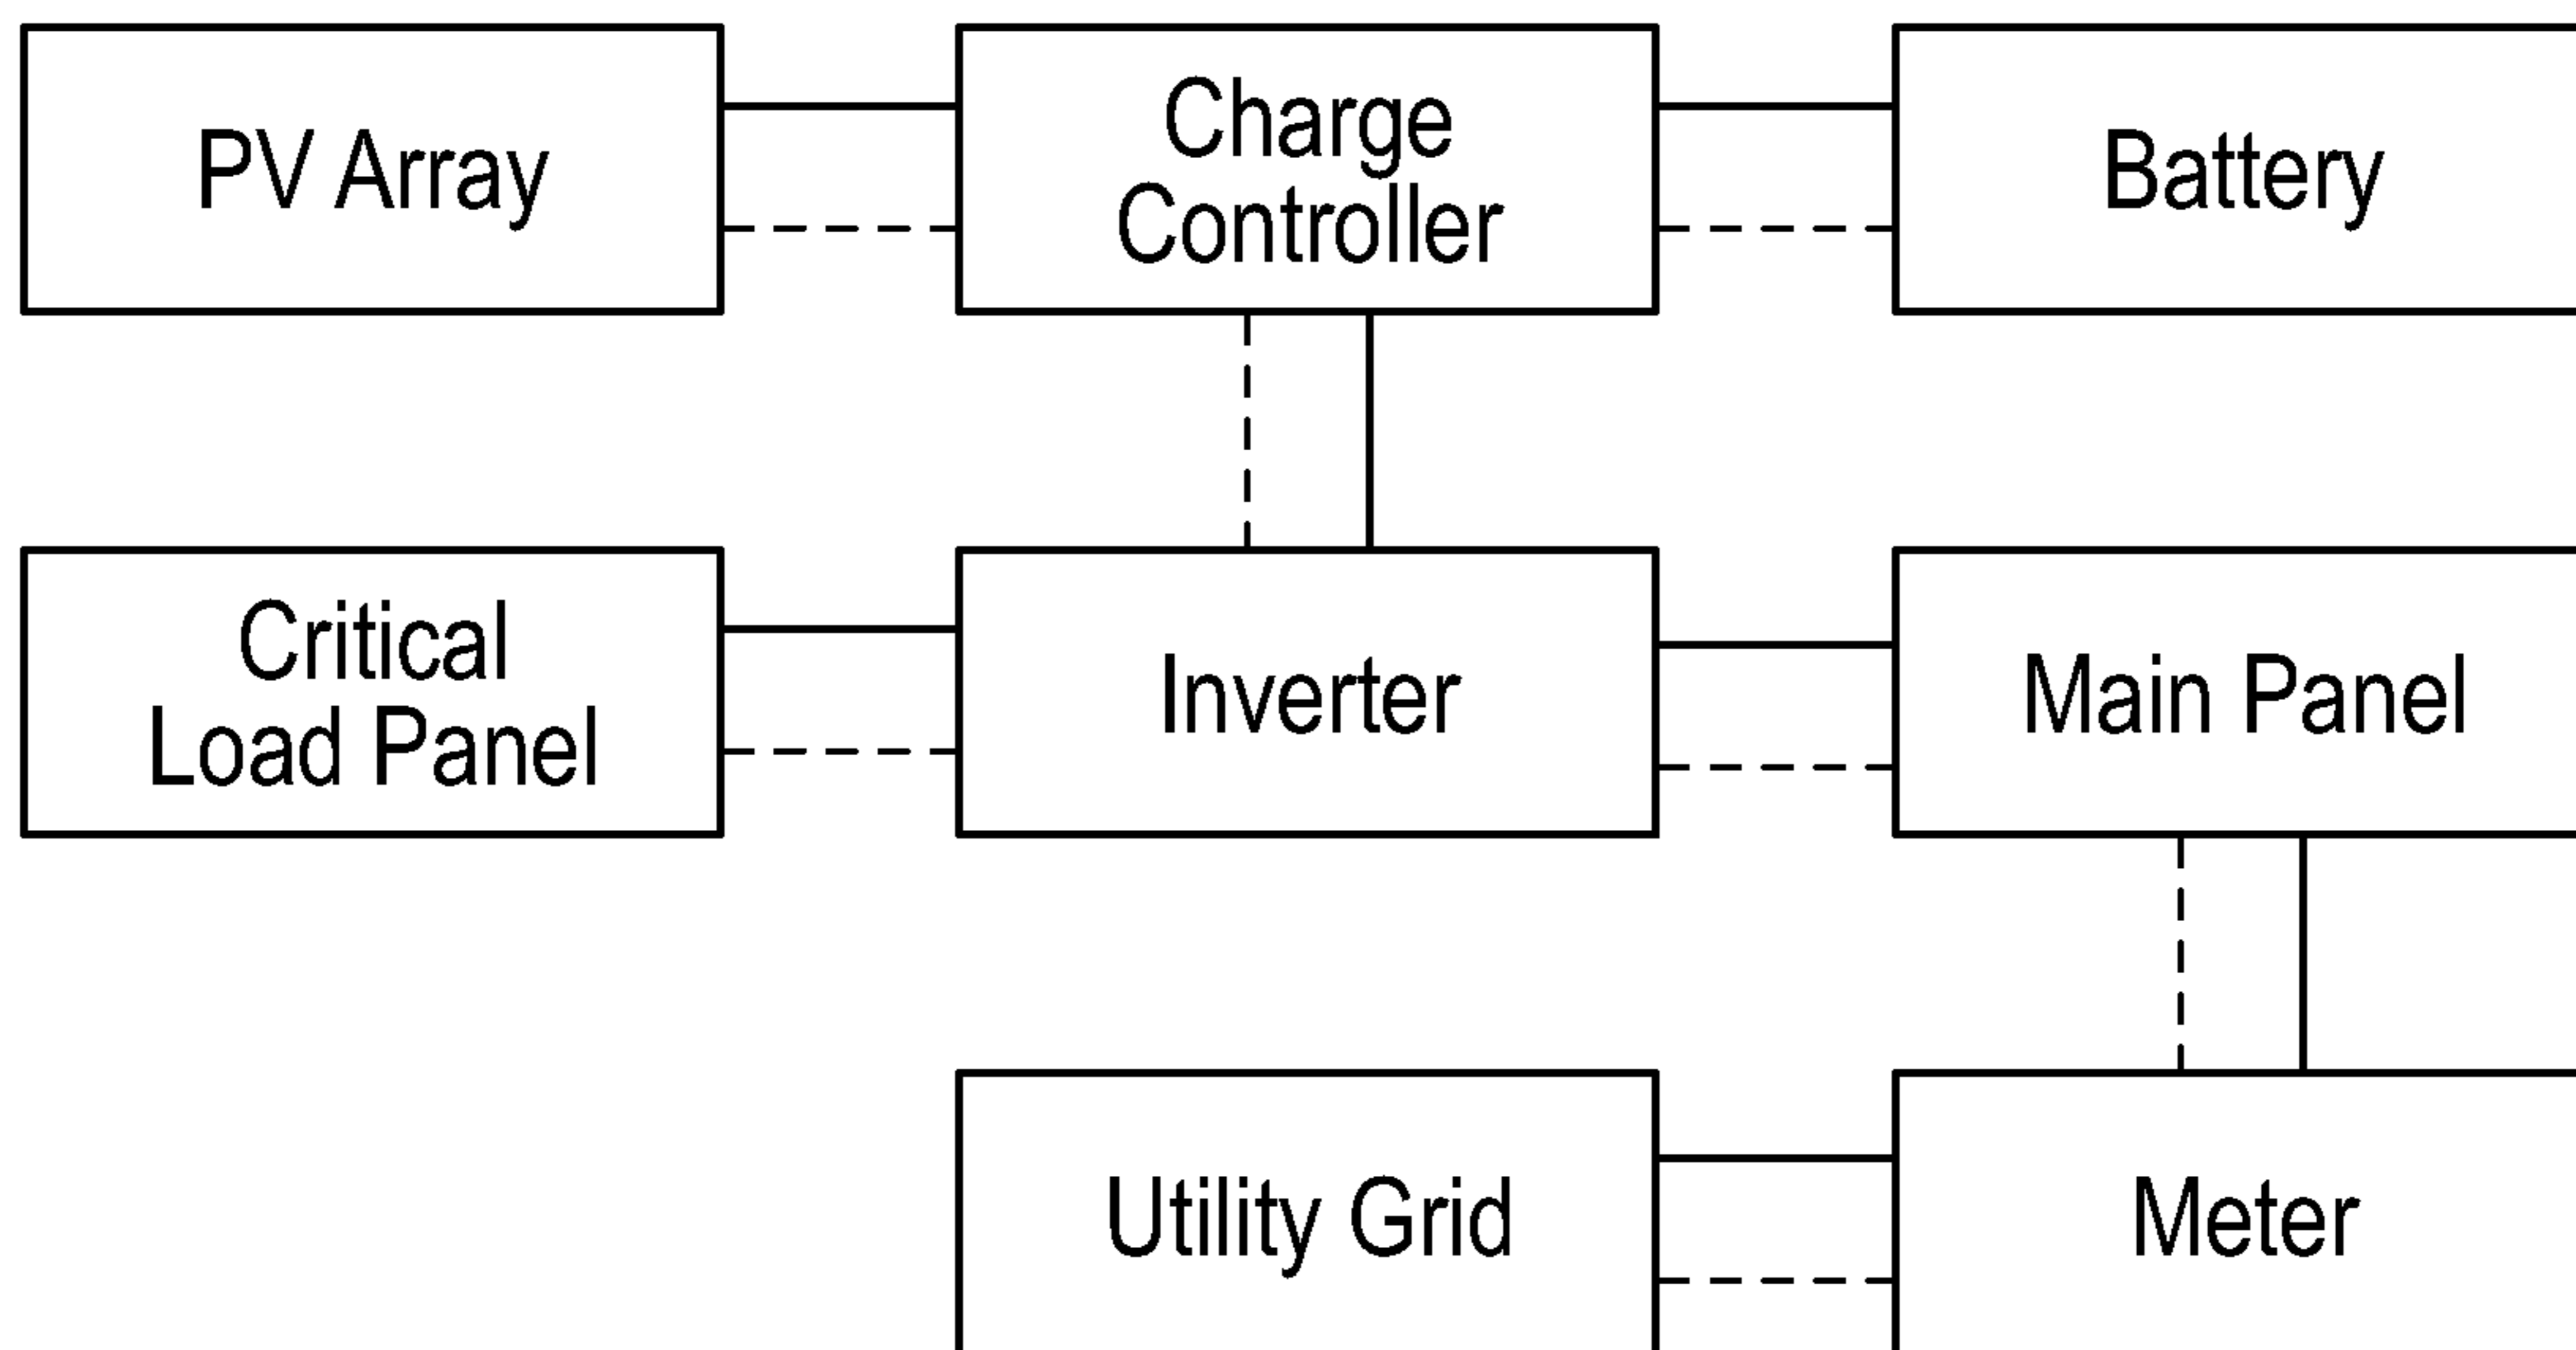 PV Array
Charge
Controller
Battery
Critical
Load Panel
Inverter
Main Panel
Utility Grid
Meter